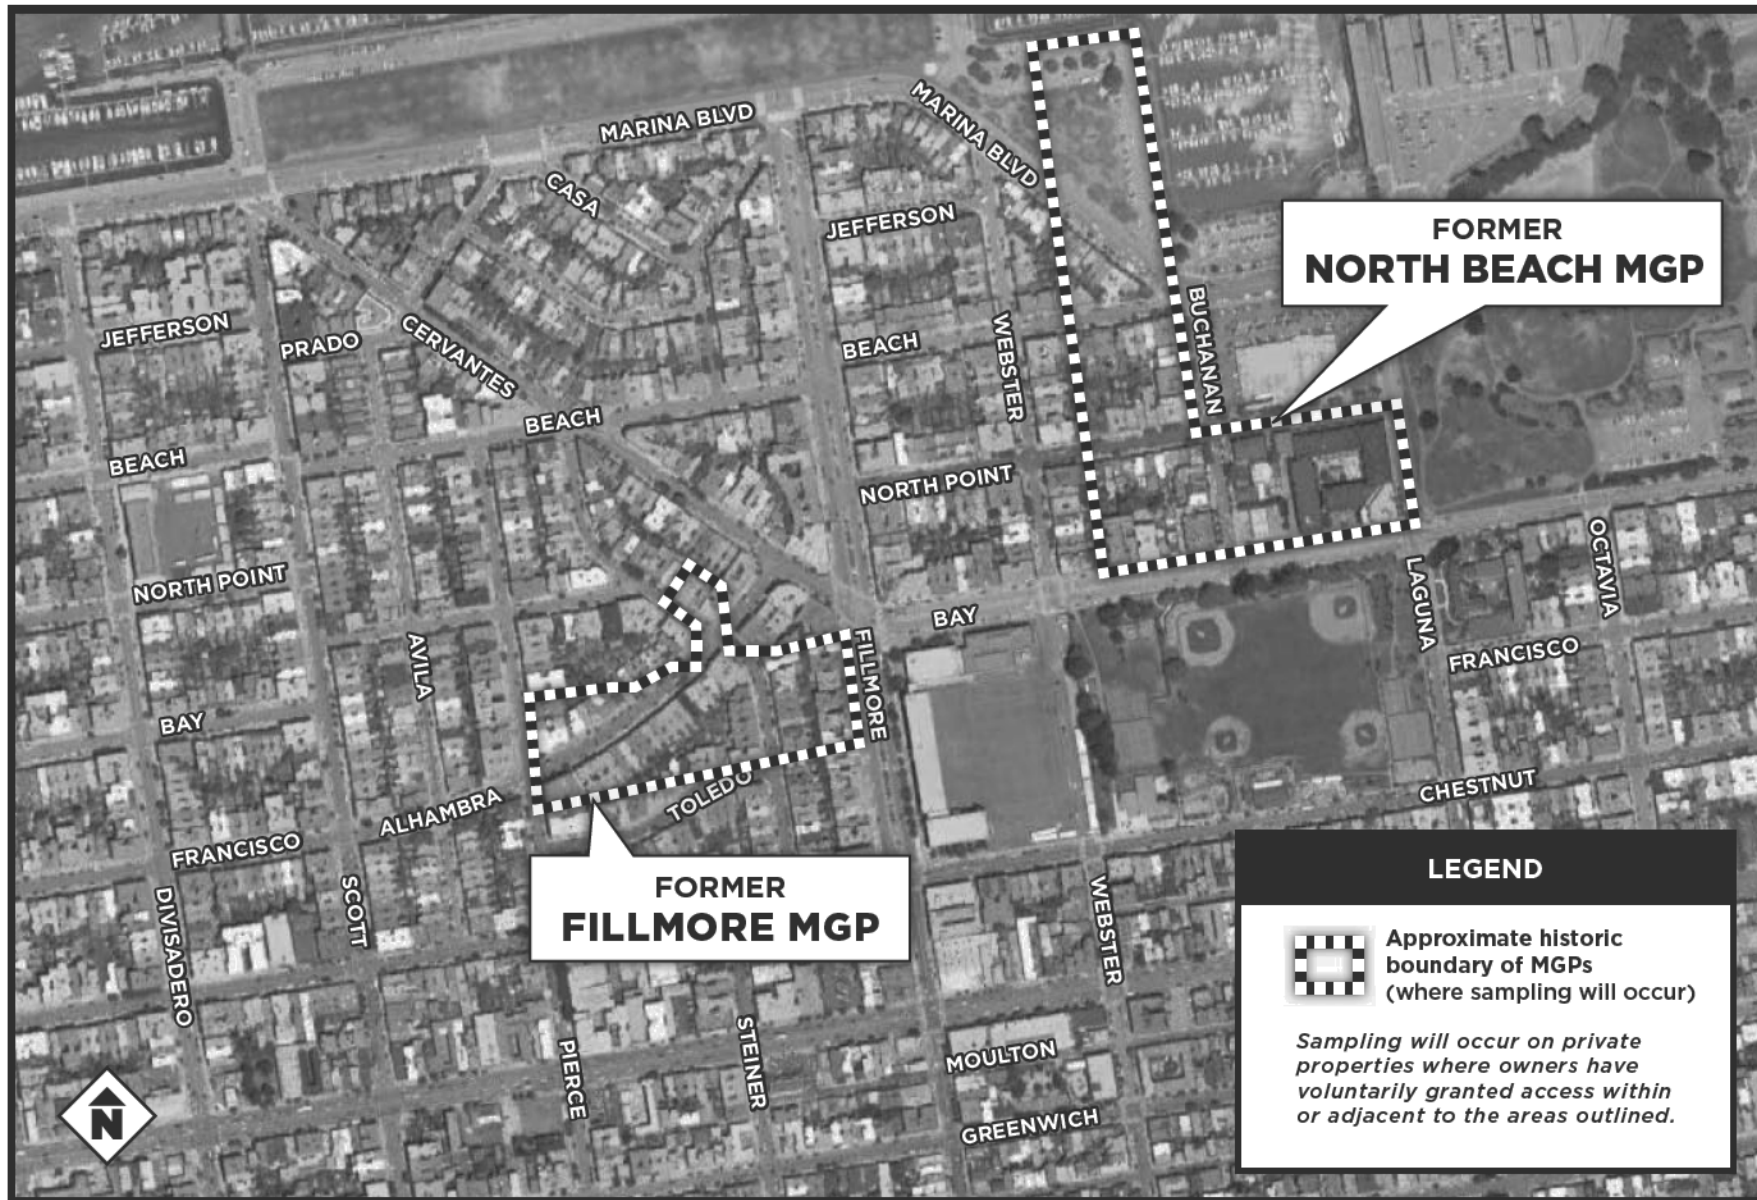 MARINA BLVD
MARINA BLVD
CASA
JEFFERSON
FORMER
NORTH BEACH MGP
JEFFERSON
PRADO
CERVANTES
BEACH
WEBSTER
BUCHANAN
BEACH
BEACH
NORTH POINT
OCTAVIA
NORTH POINT
LAGUNA
BAY
AVILA
FILLMORE
FRANCISCO
BAY
TOLEDO
CHESTNUT
ALHAMBRA
FRANCISCO
FORMER
FILLMORE MGP
DIVISADERO
SCOTT
WEBSTER
PIERCE
STEINER
MOULTON
GREENWICH
N
LEGEND
Approximate historic
boundary of MGPs
(where sampling will occur)
Sampling will occur on private
properties where owners have
voluntarily granted access within
or adjacent to the areas outlined.